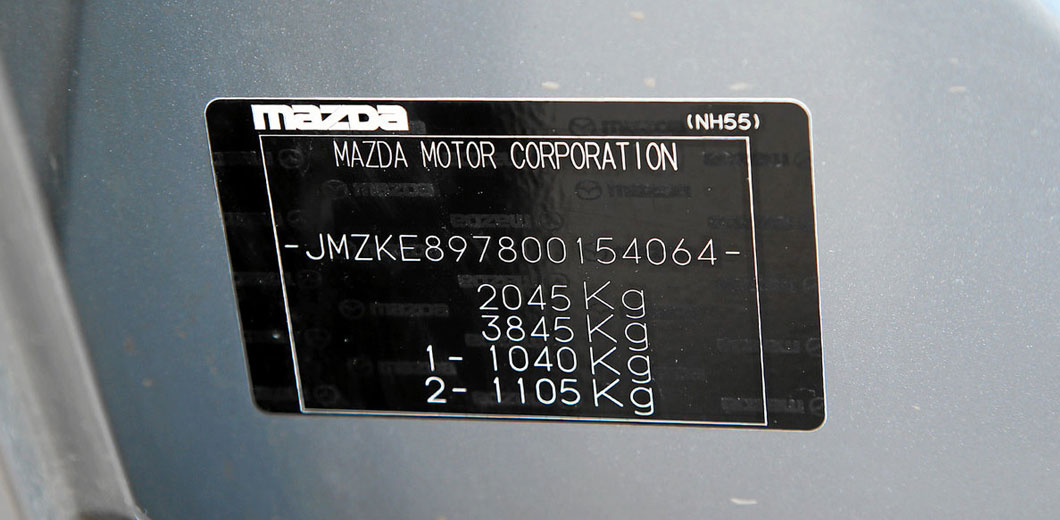 mazda (NH55)
MAZDA MOTOR CORPORATION
-JMZKE897800154064-
2045 Kg
3845 Kg
1- 1040 Kg
2- 1105 Kg